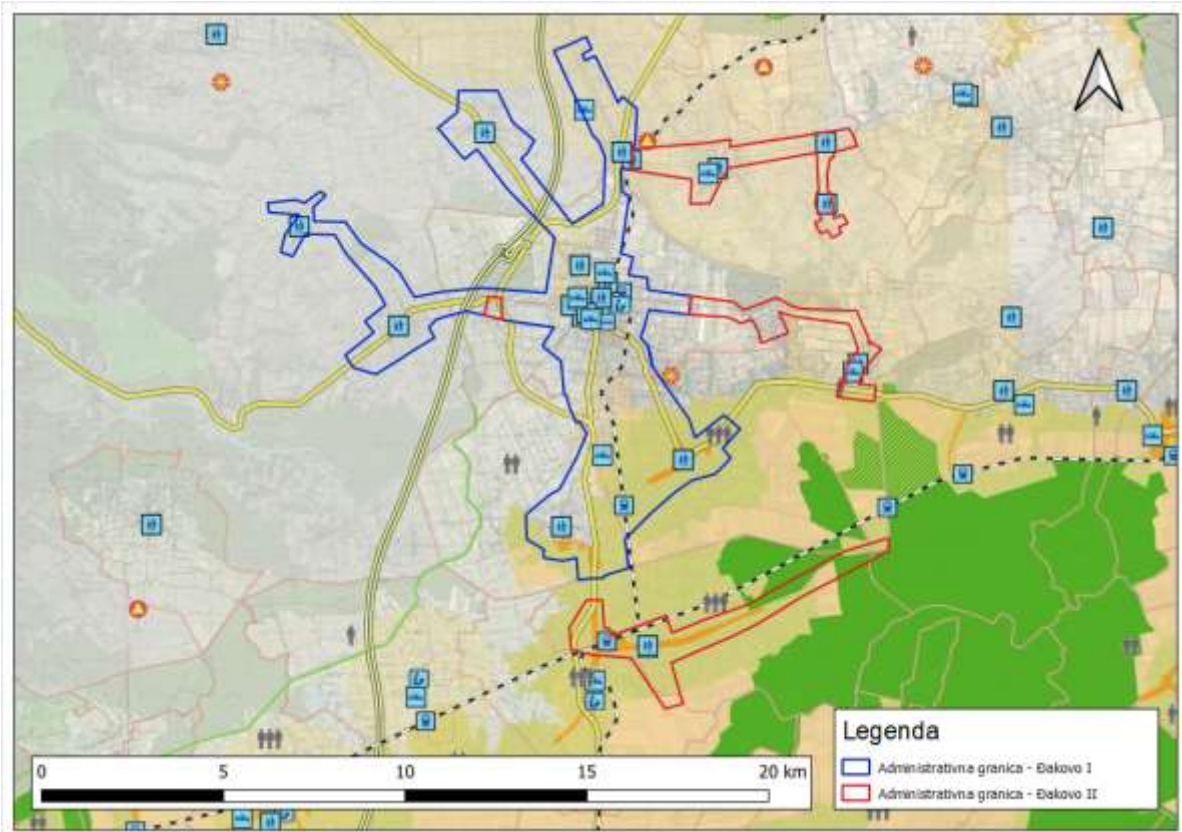 Legenda
Administrativna granica - Đakovo I
Administrativna granica - Đakovo II
0 5 10 15 20 km